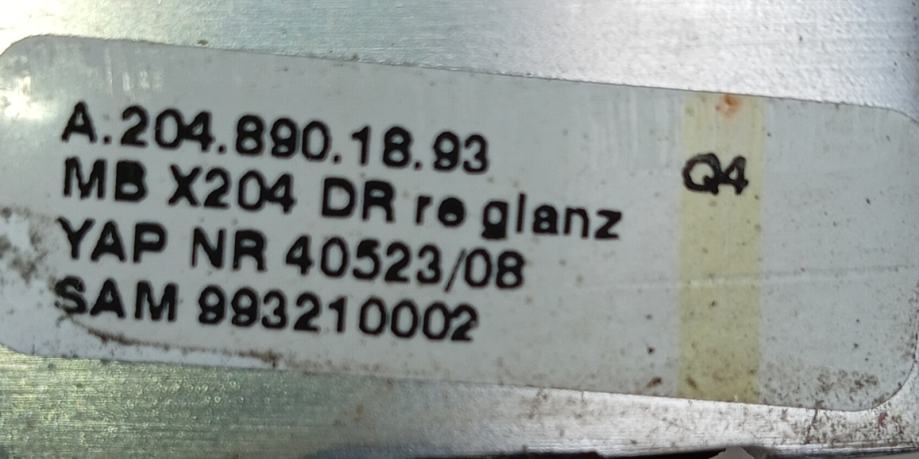 A.204.890.18.93
MB X204 DR re glanz
YAP NR 40523/08
SAM 993210002
Q4